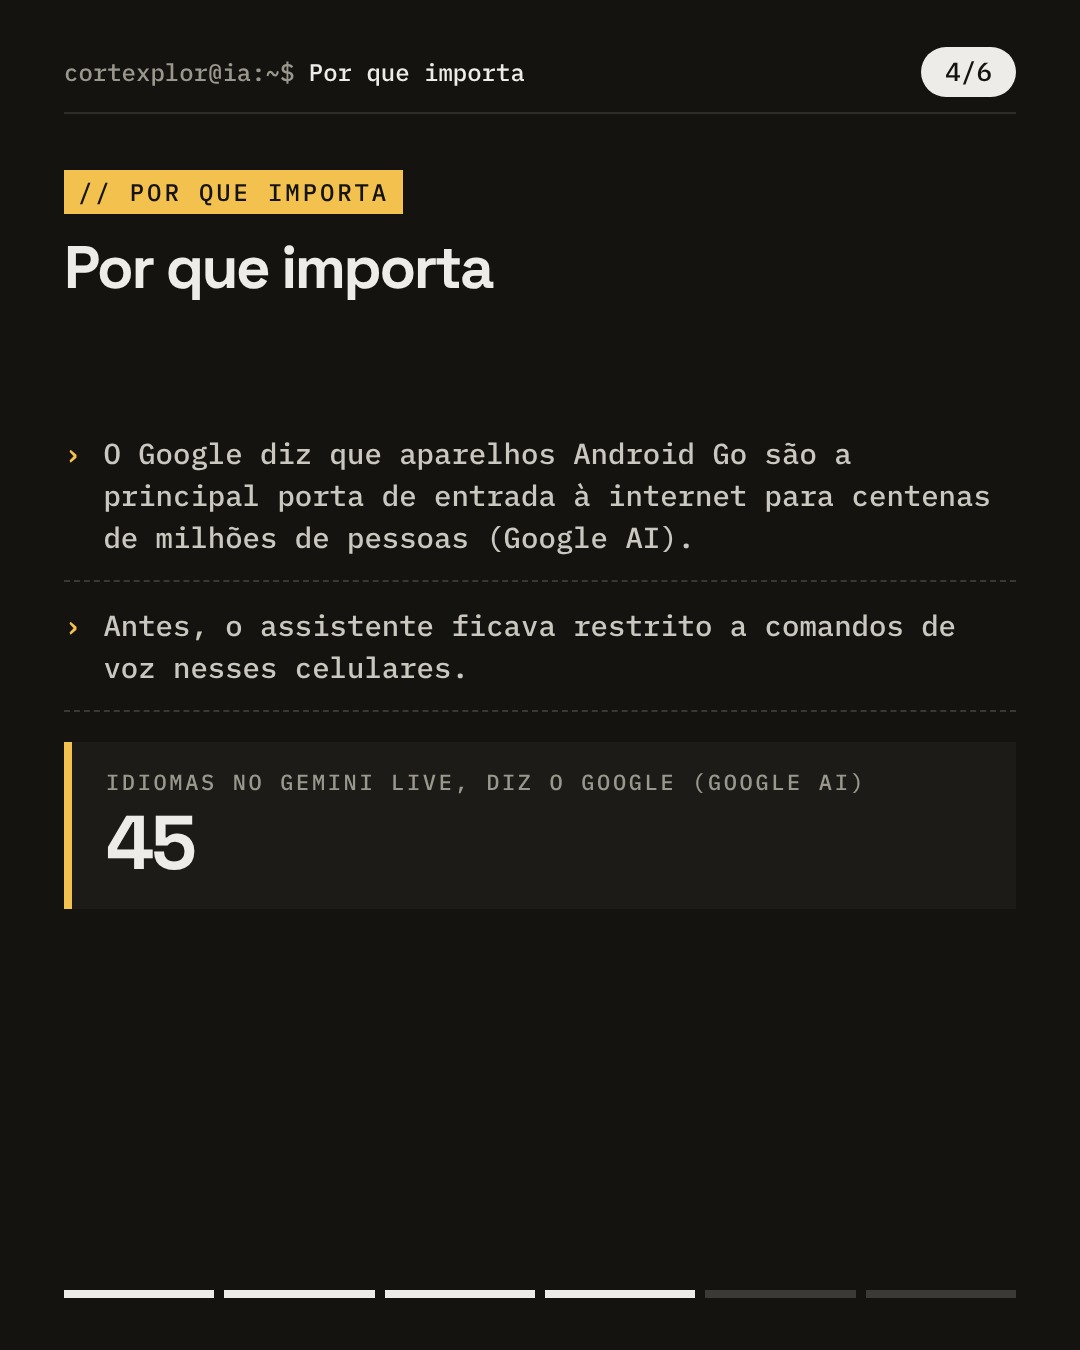 cortexplor@ia:~$ Por que importa
4/6
// POR QUE IMPORTA
Por que importa
› O Google diz que aparelhos Android Go são a
principal porta de entrada à internet para centenas
de milhões de pessoas (Google AI).
› Antes, o assistente ficava restrito a comandos de
voz nesses celulares.
IDIOMAS NO GEMINI LIVE, DIZ O GOOGLE (GOOGLE AI)
45